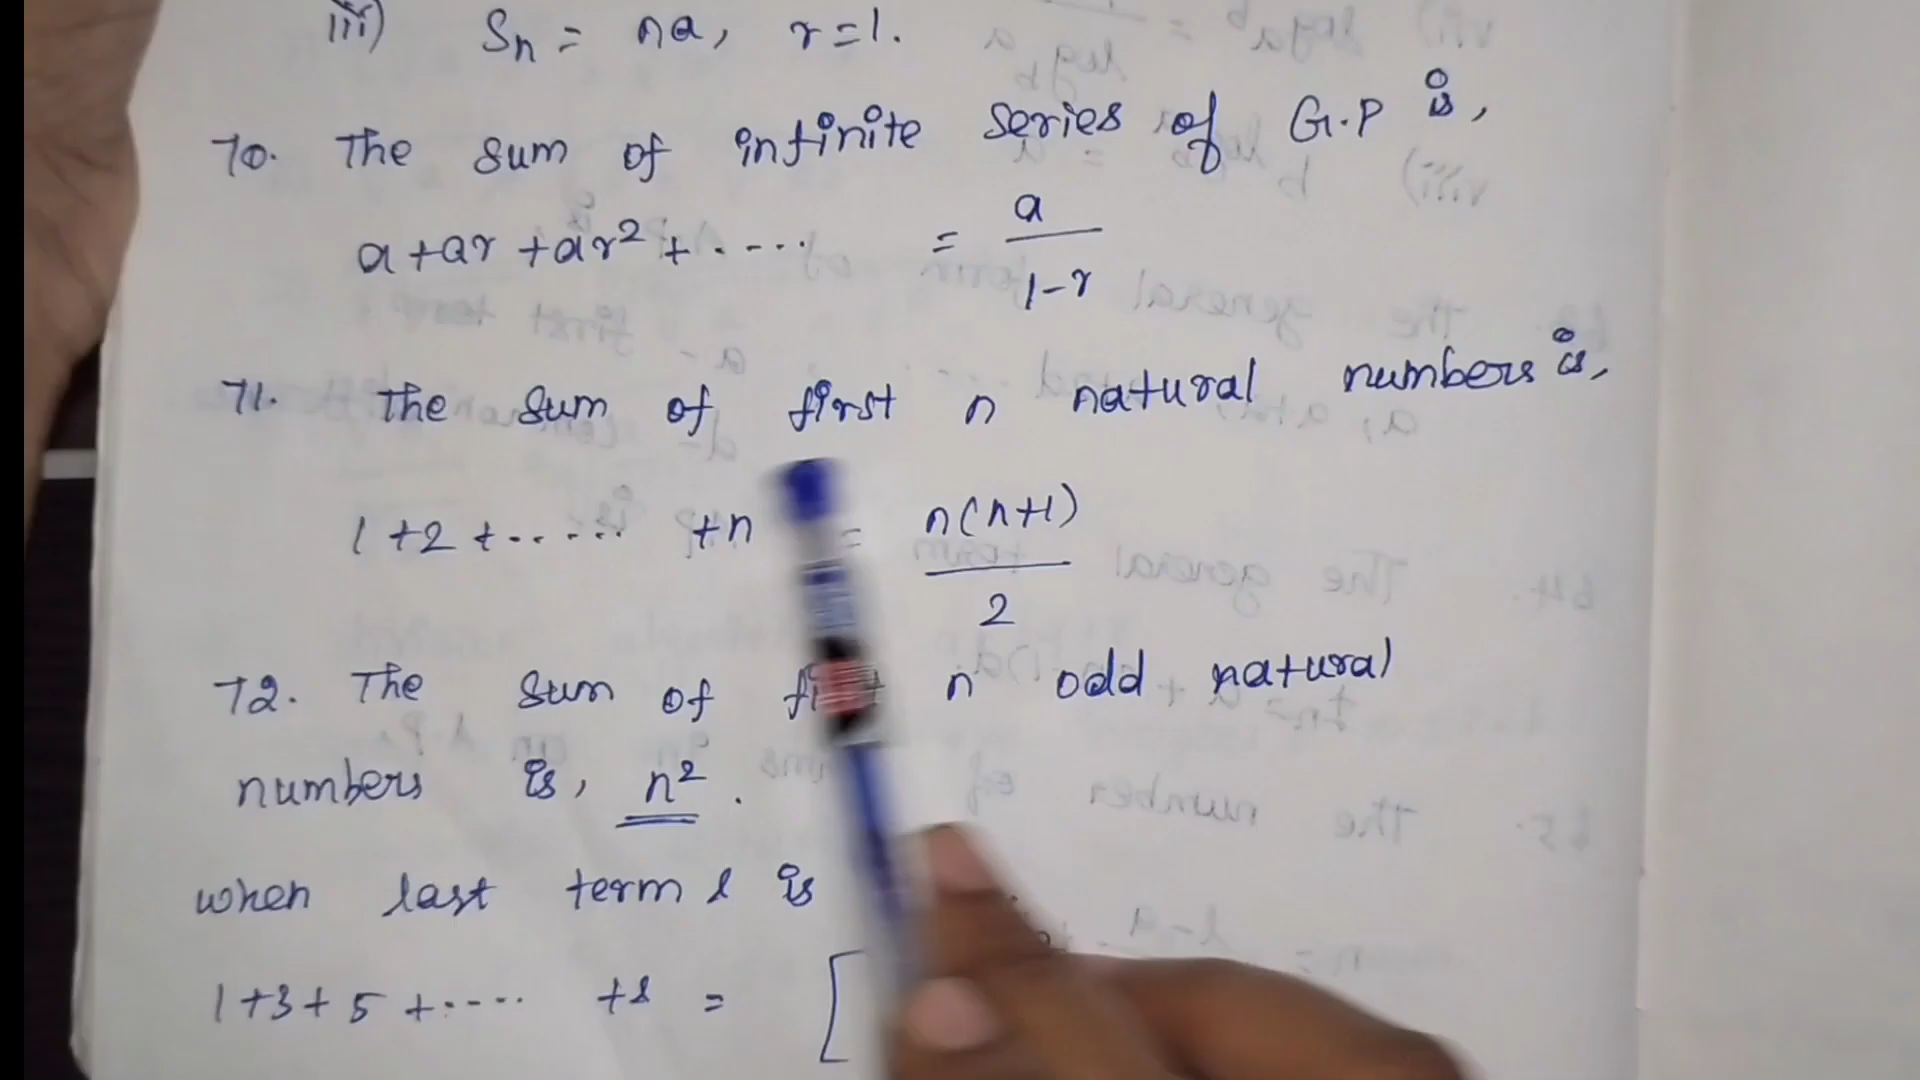 iii) Sn = na, r=1.
70. The sum of infinite series of G.P is,
a + ar + ar² + ..... = a/(1-r)
71. The sum of first n natural numbers is,
1 + 2 + ...... + n = n(n+1)/2
72. The sum of first n odd natural
numbers is, n².
when last term l is
1 + 3 + 5 + ..... + l = [